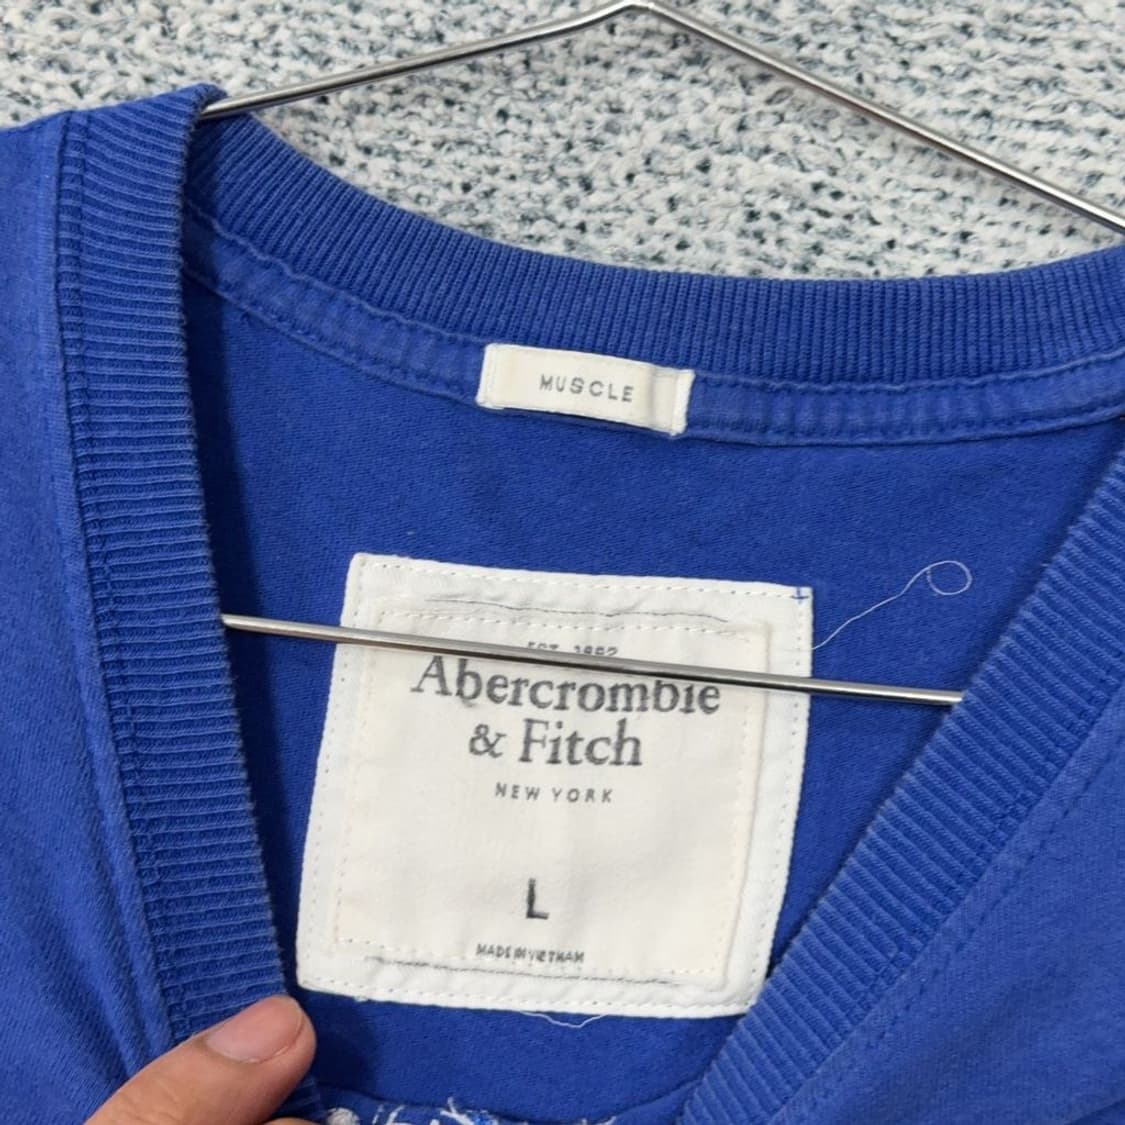 MUSCLE
EST. 1892
Abercrombie
& Fitch
NEW YORK
L
MADE IN VIETNAM